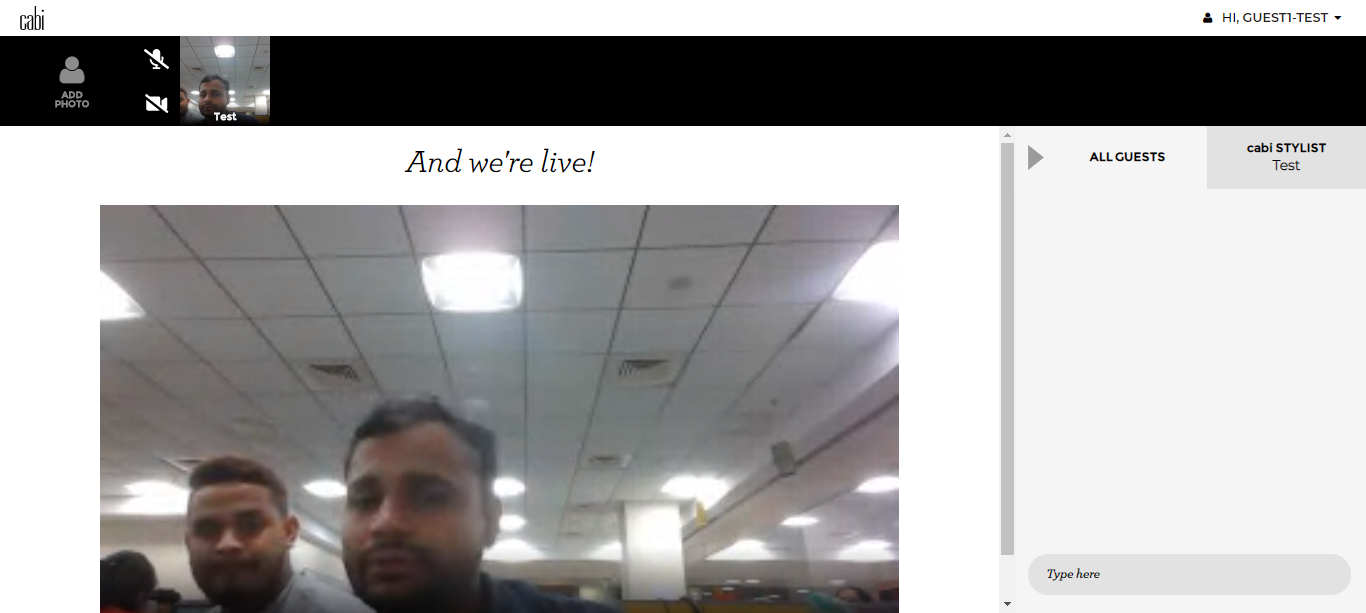 cabi
HI, GUEST1-TEST
ADD
PHOTO
Test
And we're live!
ALL GUESTS
cabi STYLIST
Test
Type here